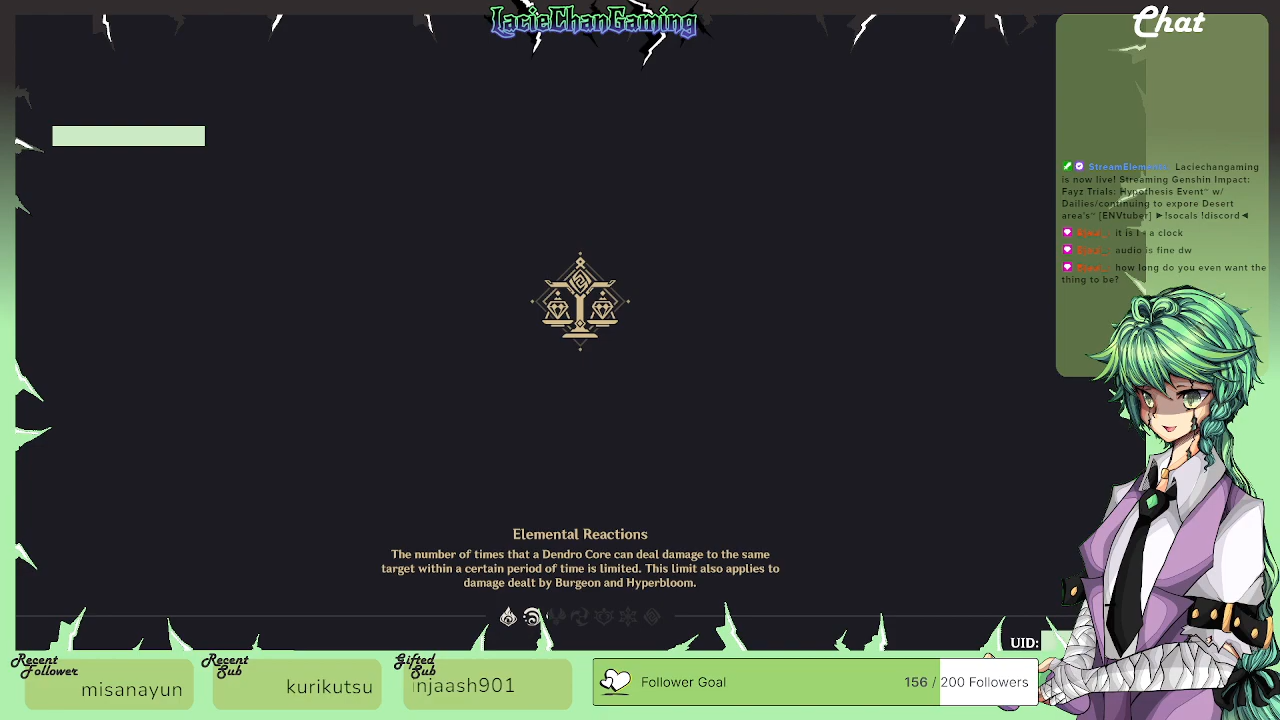 LacieChanGaming
Chat
StreamElements Laciechangaming
is now live! Streaming Genshin Impact:
Fayz Trials: Hypothesis Event~ w/
Dailies/continuing to expore Desert
area's~ [ENVtuber] ►!socals !discord◄
it is I - a clock
audio is fine dw
how long do you even want the
thing to be?
Elemental Reactions
The number of times that a Dendro Core can deal damage to the same
target within a certain period of time is limited. This limit also applies to
damage dealt by Burgeon and Hyperbloom.
UID:
Recent
Follower
misanayun
Recent
Sub
kurikutsu
Gifted
Sub
njaash901
Follower Goal
156 / 200 Followers